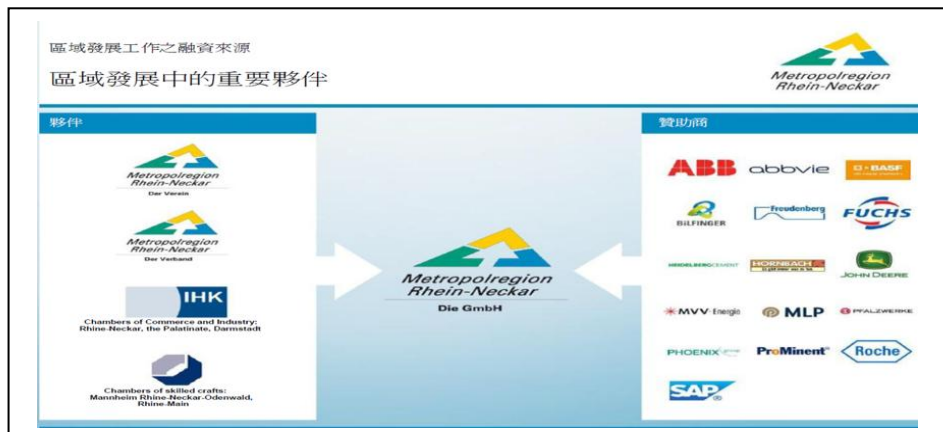 區域發展工作之融資來源
區域發展中的重要夥伴
Metropolregion
Rhein-Neckar
夥伴
贊助商
Metropolregion
Rhein-Neckar
Der Verein
Metropolregion
Rhein-Neckar
Der Verband
IHK
Chambers of Commerce and Industry:
Rhine-Neckar, the Palatinate, Darmstadt
Chambers of skilled crafts:
Mannheim Rhine-Neckar-Odenwald,
Rhine-Main
Metropolregion
Rhein-Neckar
Die GmbH
ABB abbvie BASF
BILFINGER Freudenberg FUCHS
HEIDELBERGCEMENT HORNBACH JOHN DEERE
MVV Energie MLP PFALZWERKE
PHOENIX ProMinent Roche
SAP